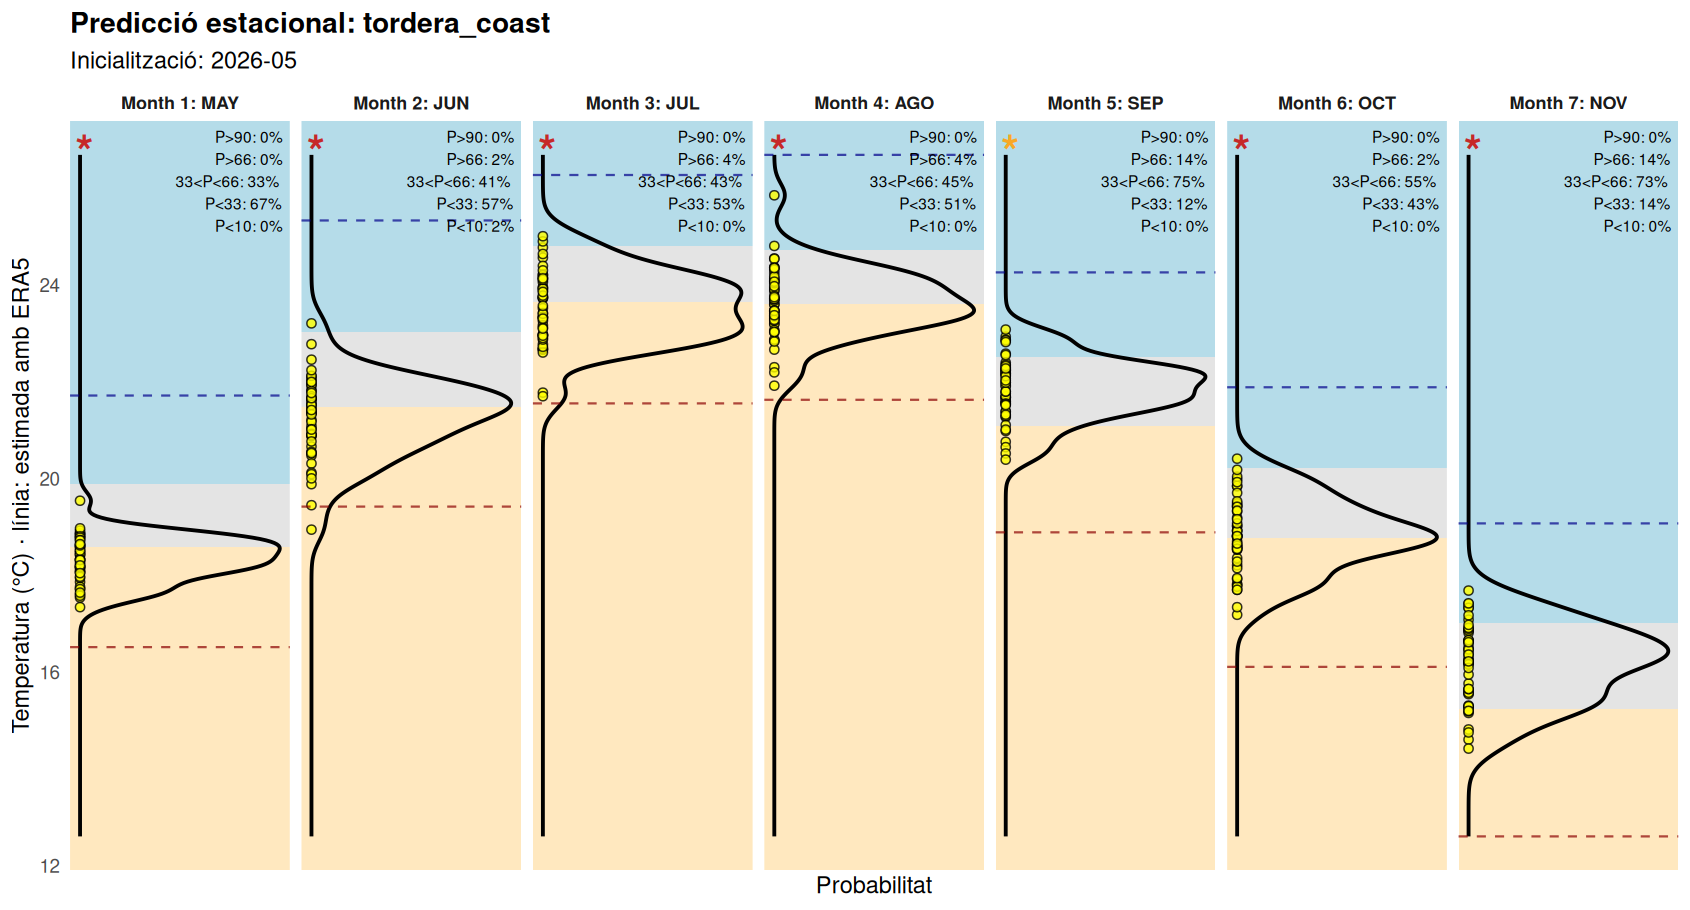 Predicció estacional: tordera_coast
Inicialització: 2026-05
Month 1: MAY
Month 2: JUN
Month 3: JUL
Month 4: AGO
Month 5: SEP
Month 6: OCT
Month 7: NOV
*
P>90: 0%
P>66: 0%
33<P<66: 33%
P<33: 67%
P<10: 0%
*
P>90: 0%
P>66: 2%
33<P<66: 41%
P<33: 57%
P<10: 2%
*
P>90: 0%
P>66: 4%
33<P<66: 43%
P<33: 53%
P<10: 0%
*
P>90: 0%
P>66: 4%
33<P<66: 45%
P<33: 51%
P<10: 0%
*
P>90: 0%
P>66: 14%
33<P<66: 75%
P<33: 12%
P<10: 0%
*
P>90: 0%
P>66: 2%
33<P<66: 55%
P<33: 43%
P<10: 0%
*
P>90: 0%
P>66: 14%
33<P<66: 73%
P<33: 14%
P<10: 0%
Temperatura (°C) · línia: estimada amb ERA5
24
20
16
12
Probabilitat